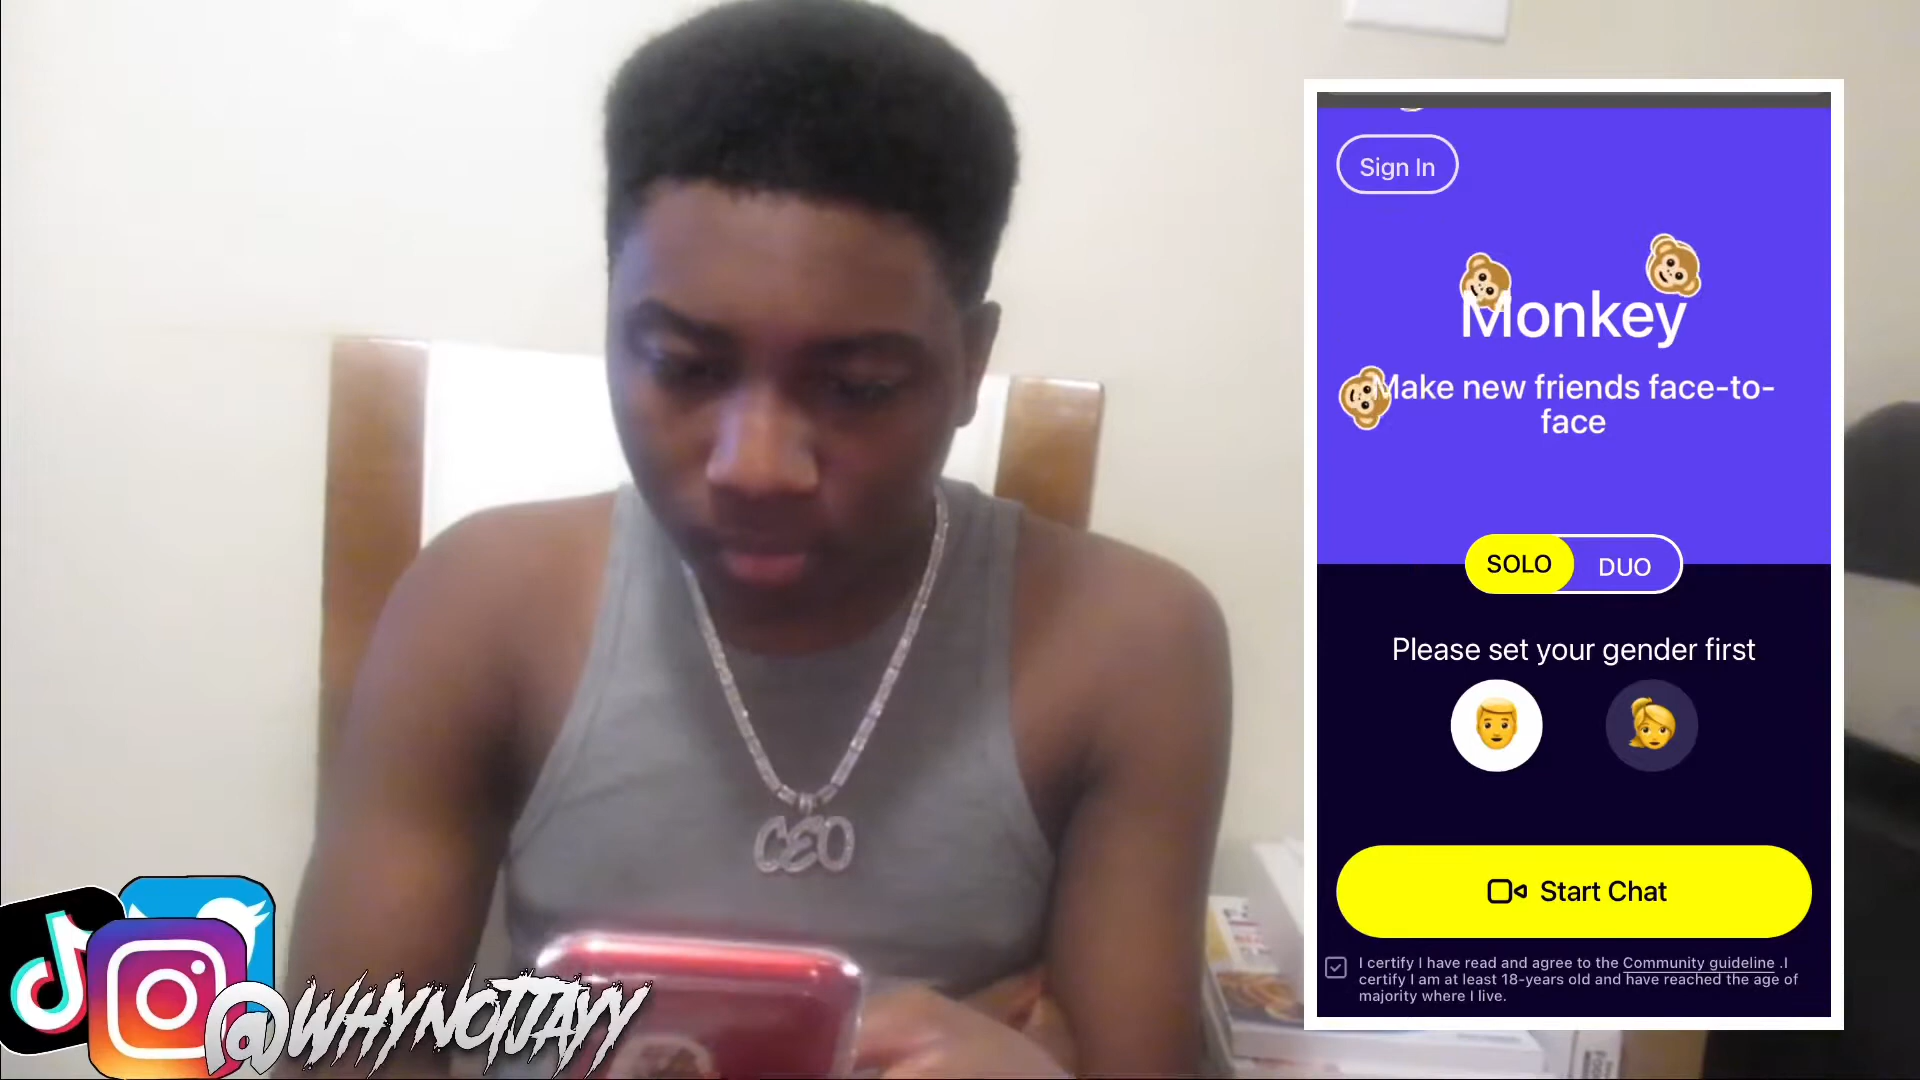 Sign In
Monkey
Make new friends face-to-
face
SOLO
DUO
Please set your gender first
Start Chat
I certify I have read and agree to the Community guideline .I
certify I am at least 18-years old and have reached the age of
majority where I live.
CEO
@WHYNOTJAYY